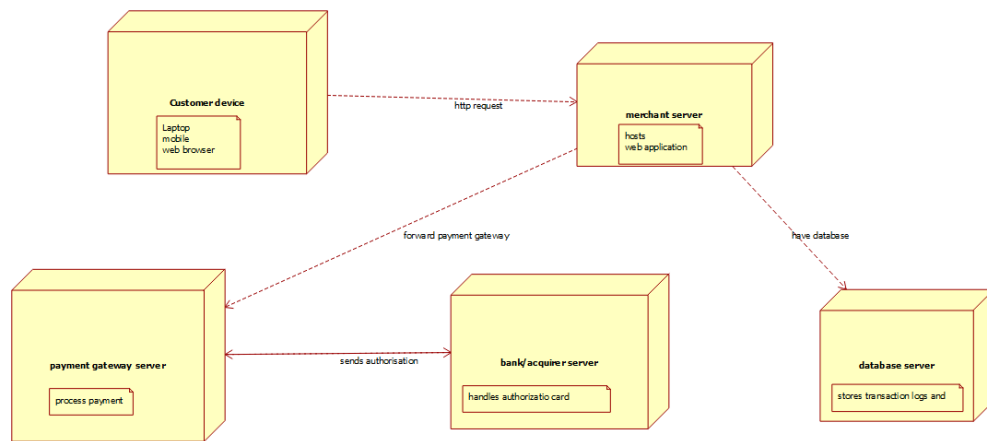 Customer device
Laptop
mobile
web browser
http request
merchant server
hosts
web application
forward payment gateway
have database
payment gateway server
process payment
sends authorisation
bank/acquirer server
handles authorizatio card
database server
stores transaction logs and